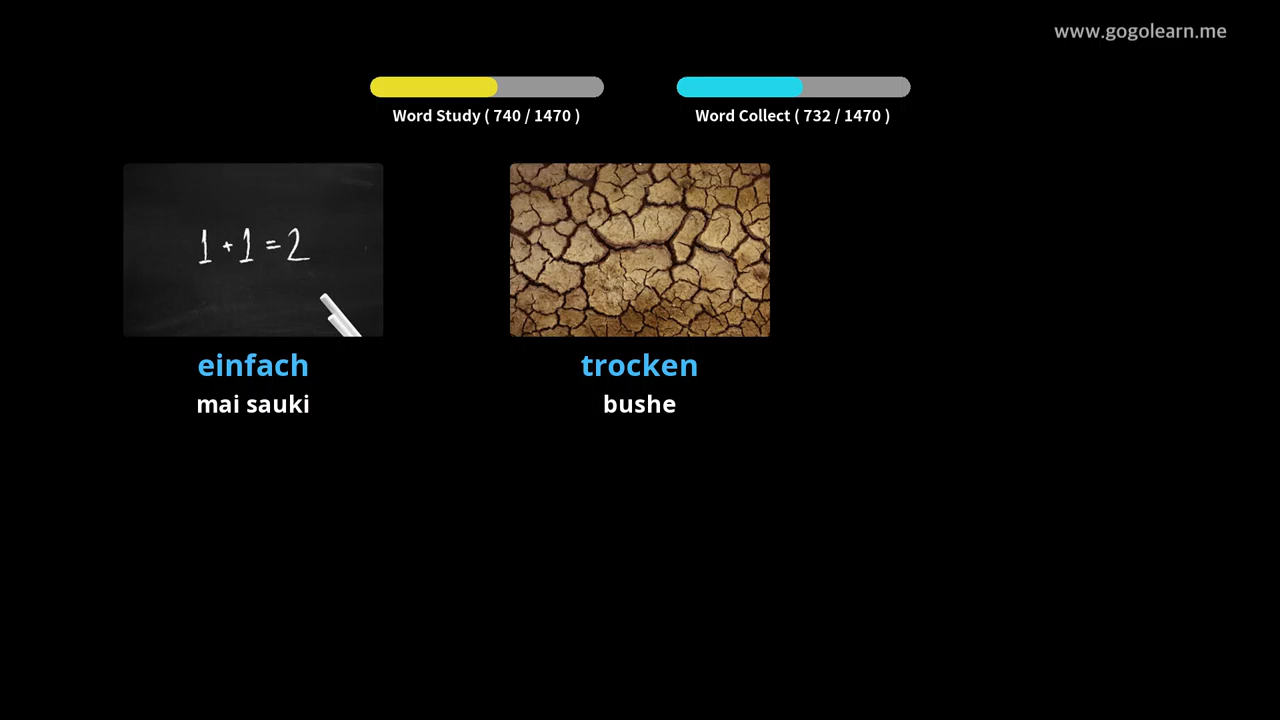 www.gogolearn.me
Word Study ( 740 / 1470 )
Word Collect ( 732 / 1470 )
1 + 1 = 2
einfach
mai sauki
trocken
bushe